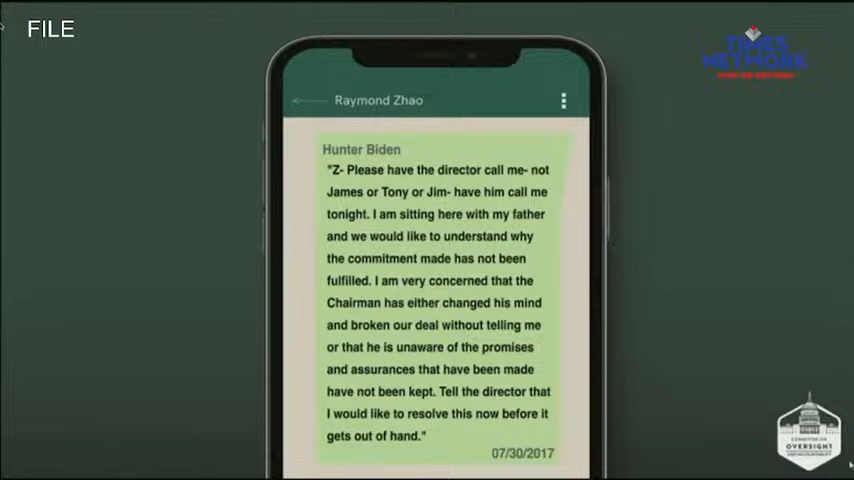 FILE
TIMES
NETWORK
Raymond Zhao
Hunter Biden
"Z- Please have the director call me- not
James or Tony or Jim- have him call me
tonight. I am sitting here with my father
and we would like to understand why
the commitment made has not been
fulfilled. I am very concerned that the
Chairman has either changed his mind
and broken our deal without telling me
or that he is unaware of the promises
and assurances that have been made
have not been kept. Tell the director that
I would like to resolve this now before it
gets out of hand."
07/30/2017
COMMITTEE ON
OVERSIGHT
AND ACCOUNTABILITY